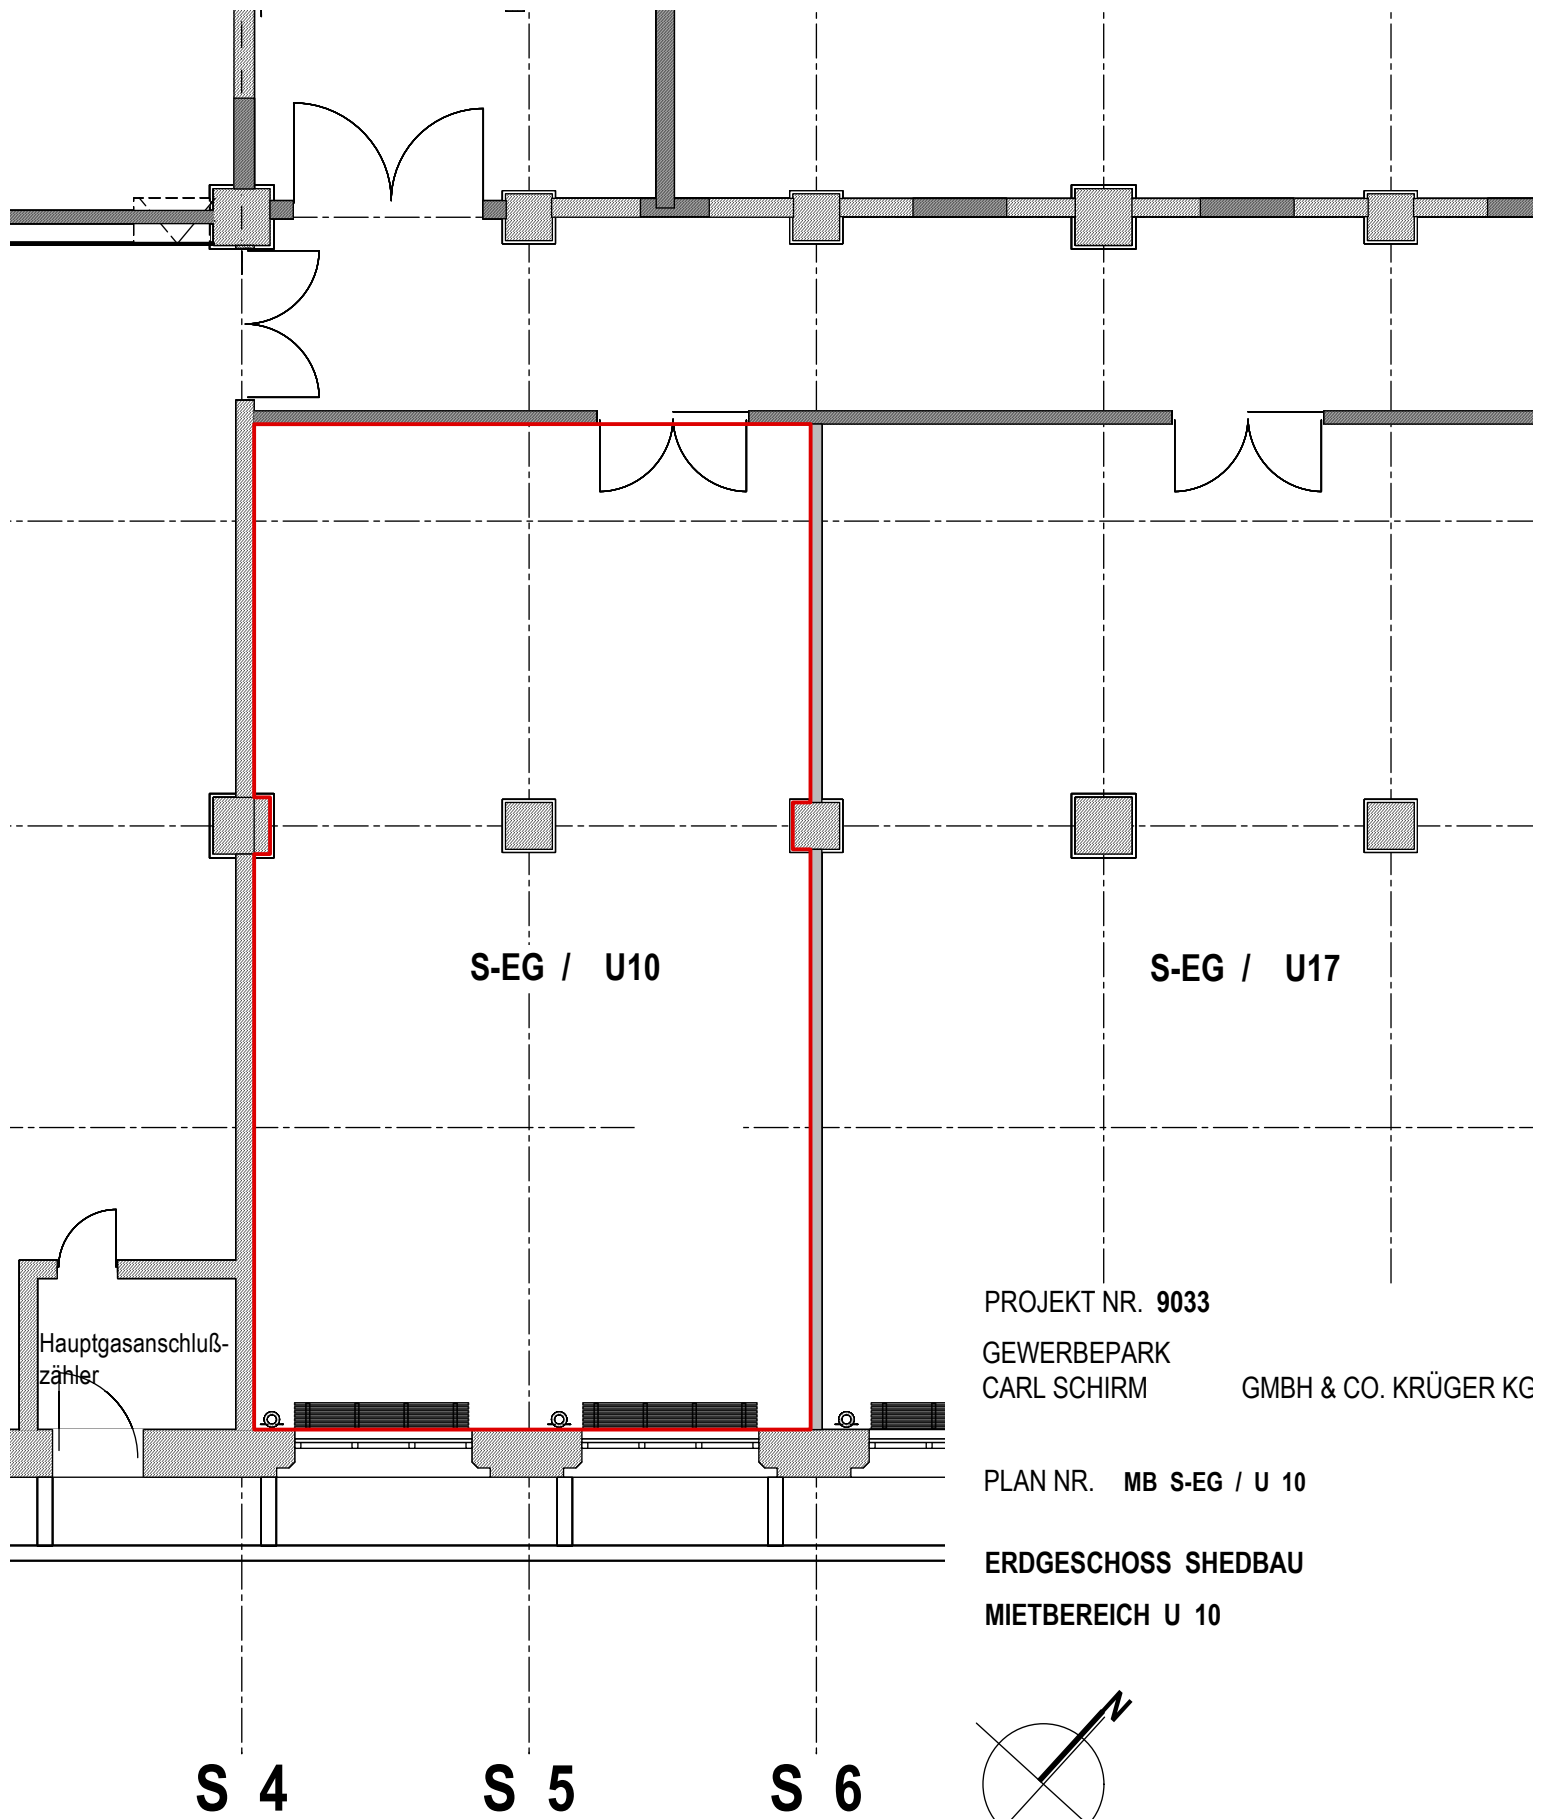 S-EG / U10
S-EG / U17
Hauptgasanschluß-
zähler
PROJEKT NR. 9033
GEWERBEPARK
CARL SCHIRM GMBH & CO. KRÜGER KG
PLAN NR. MB S-EG / U 10
ERDGESCHOSS SHEDBAU
MIETBEREICH U 10
N
S 4
S 5
S 6